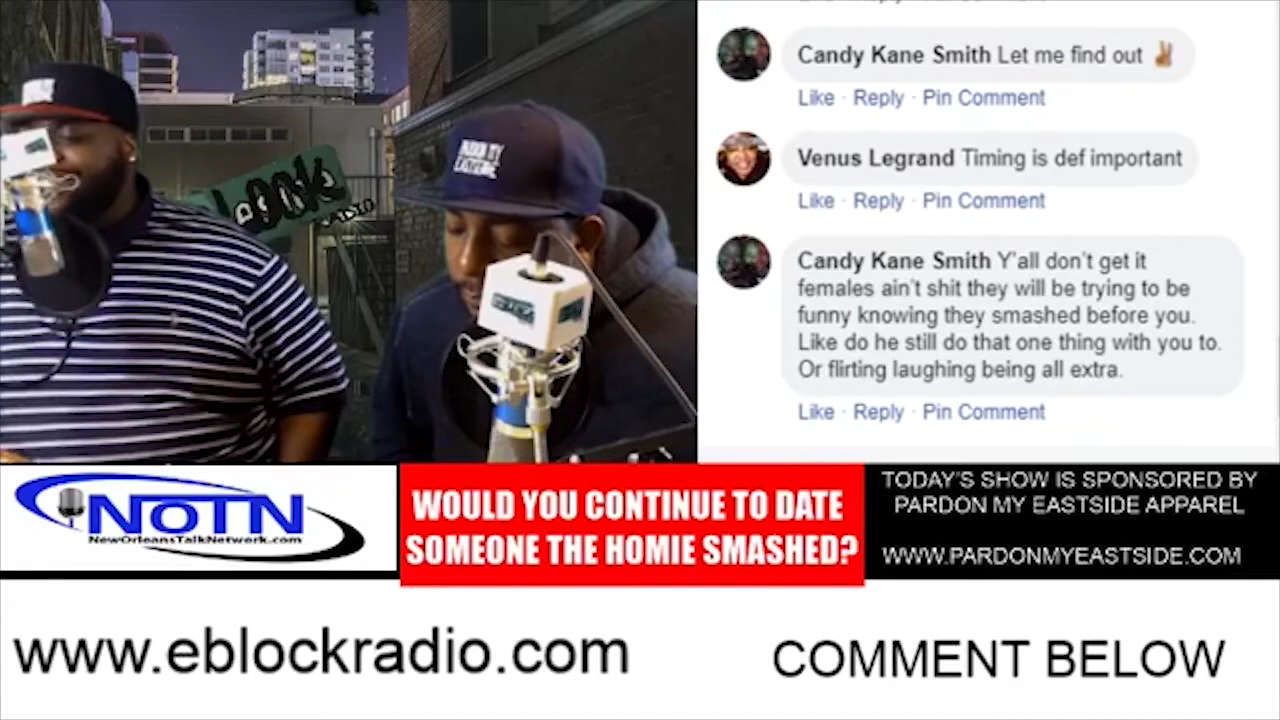 Candy Kane Smith Let me find out ✌🏽
Like · Reply · Pin Comment
Venus Legrand Timing is def important
Like · Reply · Pin Comment
Candy Kane Smith Y'all don't get it
females ain't shit they will be trying to be
funny knowing they smashed before you.
Like do he still do that one thing with you to.
Or flirting laughing being all extra.
Like · Reply · Pin Comment
PARDON MY
EASTSIDE
NOTN
NewOrleansTalkNetwork.com
WOULD YOU CONTINUE TO DATE
SOMEONE THE HOMIE SMASHED?
TODAY'S SHOW IS SPONSORED BY
PARDON MY EASTSIDE APPAREL
WWW.PARDONMYEASTSIDE.COM
www.eblockradio.com
COMMENT BELOW